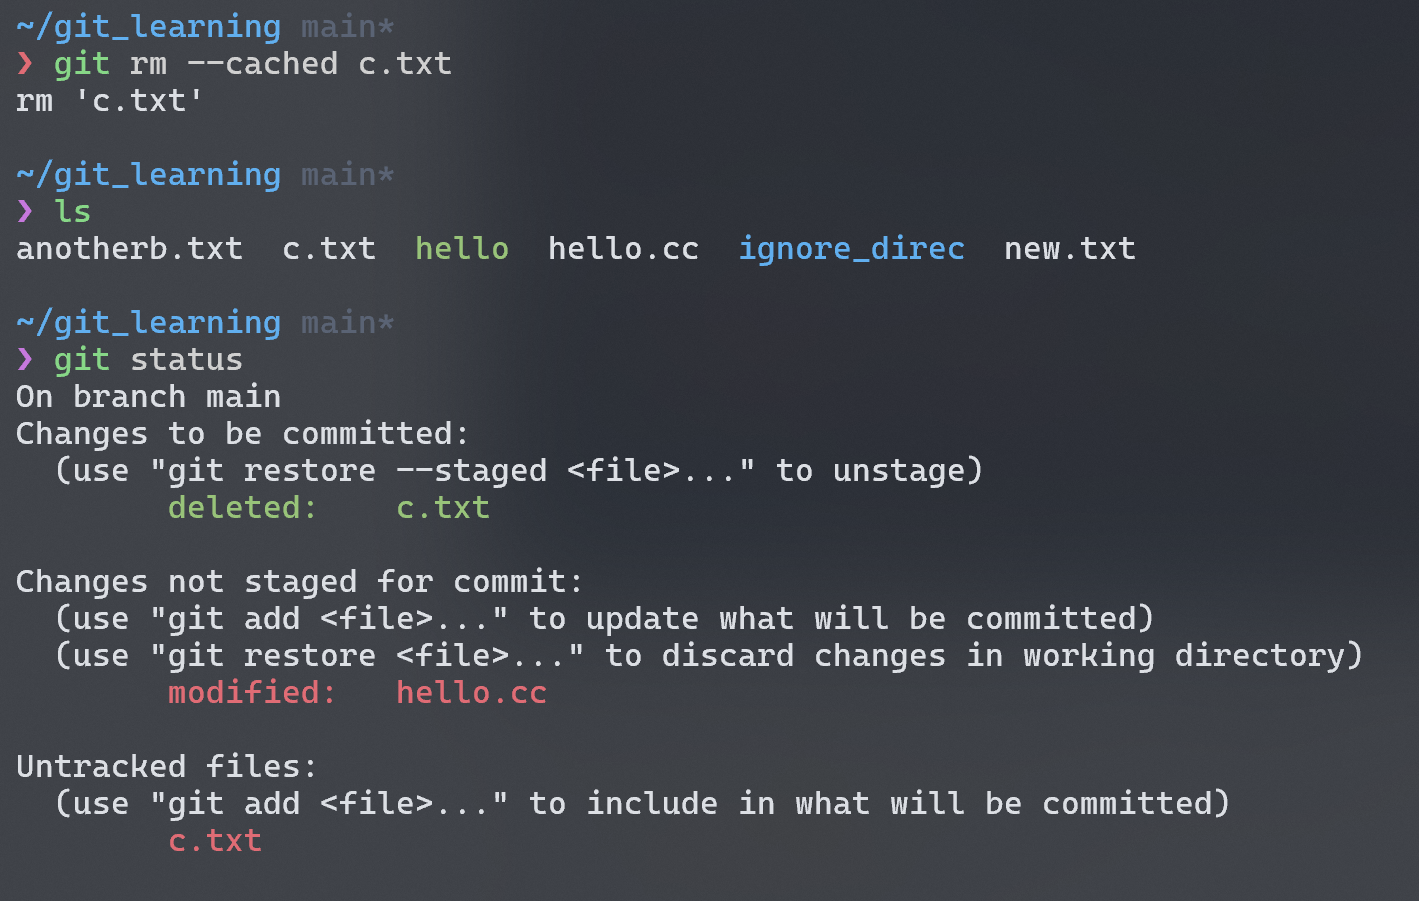 ~/git_learning main*
❯ git rm --cached c.txt
rm 'c.txt'
~/git_learning main*
❯ ls
anotherb.txt  c.txt  hello  hello.cc  ignore_direc  new.txt
~/git_learning main*
❯ git status
On branch main
Changes to be committed:
  (use "git restore --staged <file>..." to unstage)
        deleted:    c.txt
Changes not staged for commit:
  (use "git add <file>..." to update what will be committed)
  (use "git restore <file>..." to discard changes in working directory)
        modified:   hello.cc
Untracked files:
  (use "git add <file>..." to include in what will be committed)
        c.txt